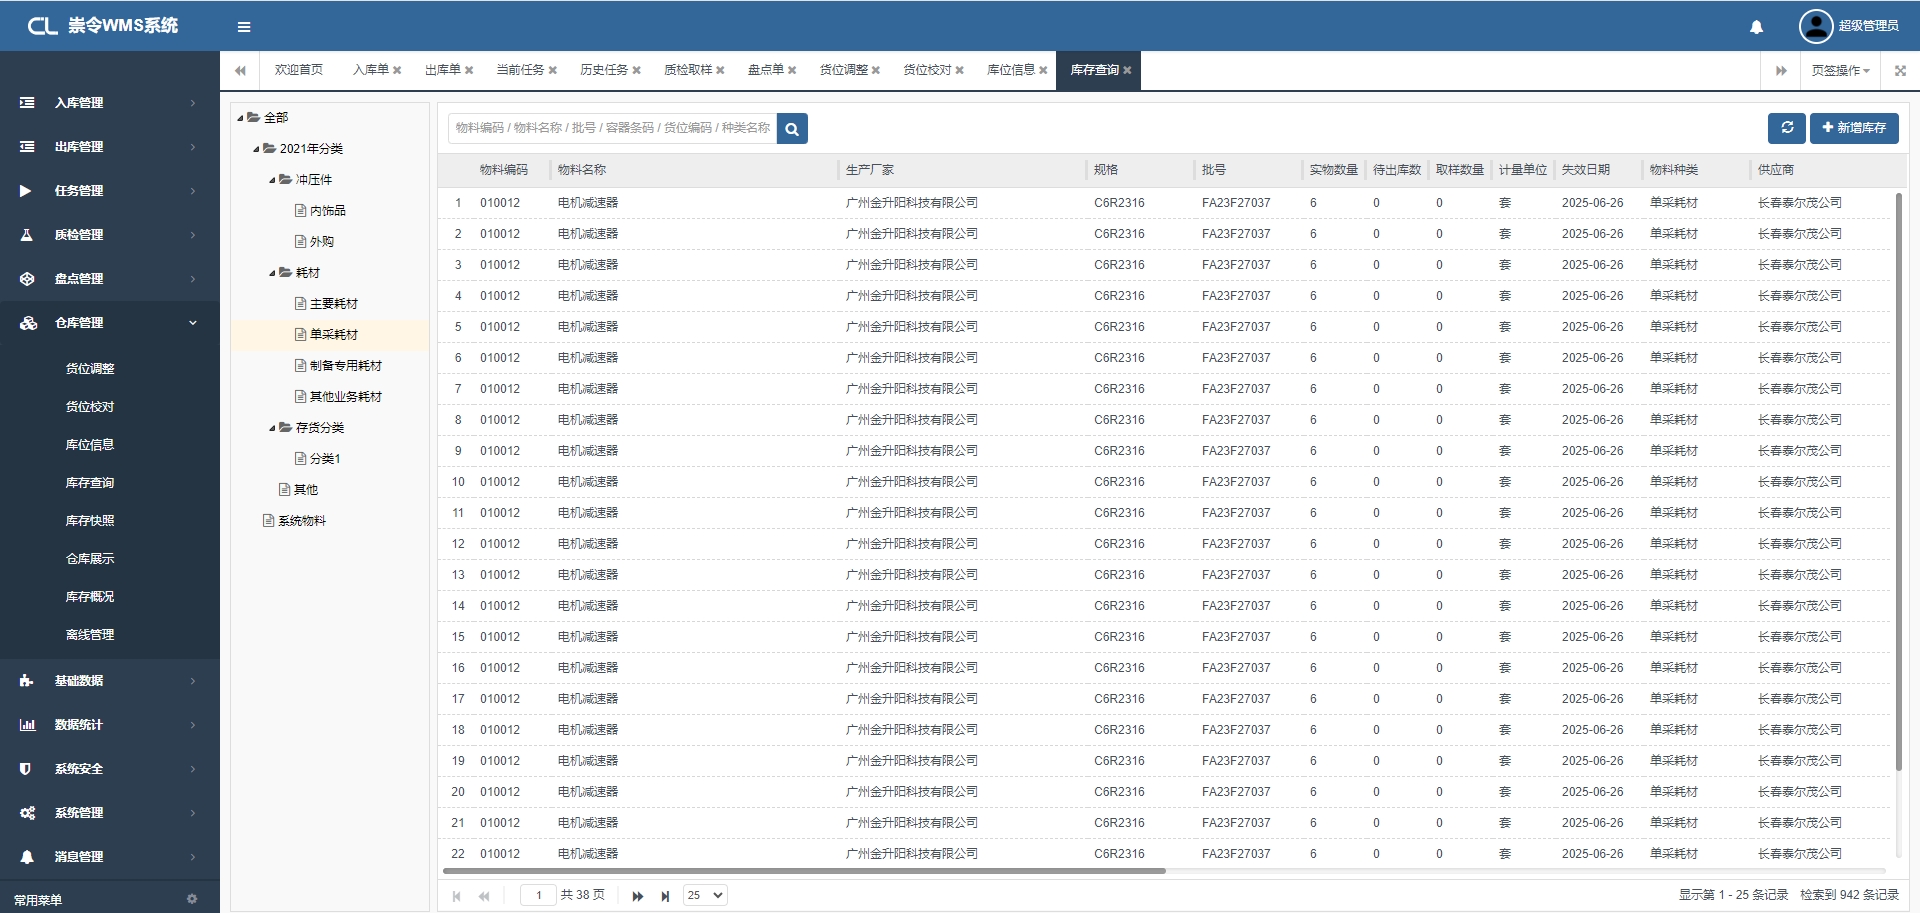 CL 崇令WMS系统
超级管理员
欢迎首页 入库单 出库单 当前任务 历史任务 质检取样 盘点单 货位调整 货位校对 库位信息 库存查询 页签操作
入库管理
出库管理
任务管理
质检管理
盘点管理
仓库管理
货位调整
货位校对
库位信息
库存查询
库存快照
仓库展示
库存概况
离线管理
基础数据
数据统计
系统安全
系统管理
消息管理
常用菜单
全部
2021年分类
冲压件
内饰品
外购
耗材
主要耗材
单采耗材
制备专用耗材
其他业务耗材
存货分类
分类1
其他
系统物料
物料编码 / 物料名称 / 批号 / 容器条码 / 货位编码 / 种类名称
新增库存
物料编码 物料名称 生产厂家 规格 批号 实物数量 待出库数 取样数量 计量单位 失效日期 物料种类 供应商
1 010012 电机减速器 广州金升阳科技有限公司 C6R2316 FA23F27037 6 0 0 套 2025-06-26 单采耗材 长春泰尔茂公司
2 010012 电机减速器 广州金升阳科技有限公司 C6R2316 FA23F27037 6 0 0 套 2025-06-26 单采耗材 长春泰尔茂公司
3 010012 电机减速器 广州金升阳科技有限公司 C6R2316 FA23F27037 6 0 0 套 2025-06-26 单采耗材 长春泰尔茂公司
4 010012 电机减速器 广州金升阳科技有限公司 C6R2316 FA23F27037 6 0 0 套 2025-06-26 单采耗材 长春泰尔茂公司
5 010012 电机减速器 广州金升阳科技有限公司 C6R2316 FA23F27037 6 0 0 套 2025-06-26 单采耗材 长春泰尔茂公司
6 010012 电机减速器 广州金升阳科技有限公司 C6R2316 FA23F27037 6 0 0 套 2025-06-26 单采耗材 长春泰尔茂公司
7 010012 电机减速器 广州金升阳科技有限公司 C6R2316 FA23F27037 6 0 0 套 2025-06-26 单采耗材 长春泰尔茂公司
8 010012 电机减速器 广州金升阳科技有限公司 C6R2316 FA23F27037 6 0 0 套 2025-06-26 单采耗材 长春泰尔茂公司
9 010012 电机减速器 广州金升阳科技有限公司 C6R2316 FA23F27037 6 0 0 套 2025-06-26 单采耗材 长春泰尔茂公司
10 010012 电机减速器 广州金升阳科技有限公司 C6R2316 FA23F27037 6 0 0 套 2025-06-26 单采耗材 长春泰尔茂公司
11 010012 电机减速器 广州金升阳科技有限公司 C6R2316 FA23F27037 6 0 0 套 2025-06-26 单采耗材 长春泰尔茂公司
12 010012 电机减速器 广州金升阳科技有限公司 C6R2316 FA23F27037 6 0 0 套 2025-06-26 单采耗材 长春泰尔茂公司
13 010012 电机减速器 广州金升阳科技有限公司 C6R2316 FA23F27037 6 0 0 套 2025-06-26 单采耗材 长春泰尔茂公司
14 010012 电机减速器 广州金升阳科技有限公司 C6R2316 FA23F27037 6 0 0 套 2025-06-26 单采耗材 长春泰尔茂公司
15 010012 电机减速器 广州金升阳科技有限公司 C6R2316 FA23F27037 6 0 0 套 2025-06-26 单采耗材 长春泰尔茂公司
16 010012 电机减速器 广州金升阳科技有限公司 C6R2316 FA23F27037 6 0 0 套 2025-06-26 单采耗材 长春泰尔茂公司
17 010012 电机减速器 广州金升阳科技有限公司 C6R2316 FA23F27037 6 0 0 套 2025-06-26 单采耗材 长春泰尔茂公司
18 010012 电机减速器 广州金升阳科技有限公司 C6R2316 FA23F27037 6 0 0 套 2025-06-26 单采耗材 长春泰尔茂公司
19 010012 电机减速器 广州金升阳科技有限公司 C6R2316 FA23F27037 6 0 0 套 2025-06-26 单采耗材 长春泰尔茂公司
20 010012 电机减速器 广州金升阳科技有限公司 C6R2316 FA23F27037 6 0 0 套 2025-06-26 单采耗材 长春泰尔茂公司
21 010012 电机减速器 广州金升阳科技有限公司 C6R2316 FA23F27037 6 0 0 套 2025-06-26 单采耗材 长春泰尔茂公司
22 010012 电机减速器 广州金升阳科技有限公司 C6R2316 FA23F27037 6 0 0 套 2025-06-26 单采耗材 长春泰尔茂公司
1 共 38 页 25 显示第 1 - 25 条记录 检索到 942 条记录